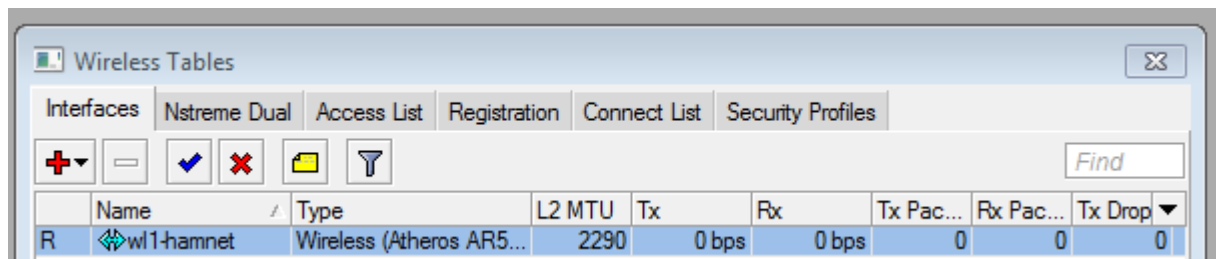 Wireless Tables
Interfaces Nstreme Dual Access List Registration Connect List Security Profiles
Find
Name Type L2 MTU Tx Rx Tx Pac... Rx Pac... Tx Drop
R wl1-hamnet Wireless (Atheros AR5... 2290 0 bps 0 bps 0 0 0